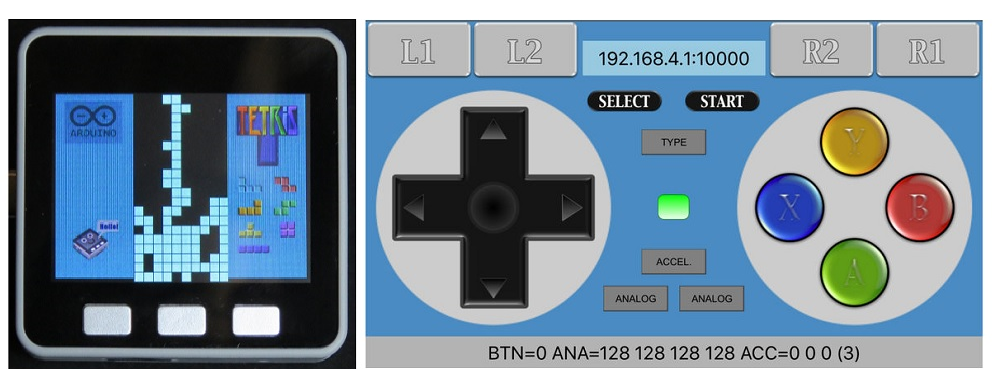 ARDUINO
TETRIS
Hello!
L1
L2
192.168.4.1:10000
R2
R1
SELECT
START
TYPE
Y
X
B
A
ACCEL.
ANALOG
ANALOG
BTN=0 ANA=128 128 128 128 ACC=0 0 0 (3)